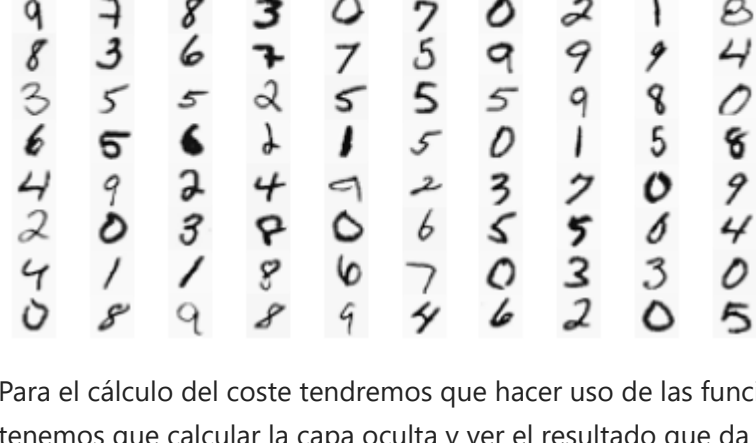 9 7 8 3 0 7 0 2 1 8
8 3 6 7 7 5 9 9 9 4
3 5 5 2 5 5 5 9 8 0
6 5 6 2 1 5 0 1 5 8
4 9 2 4 9 2 3 7 0 9
2 0 3 8 0 6 5 5 6 4
4 1 1 8 6 7 0 3 3 0
0 8 9 8 9 4 6 2 0 5
Para el cálculo del coste tendremos que hacer uso de las
tenemos que calcular la capa oculta y ver el resultado que da